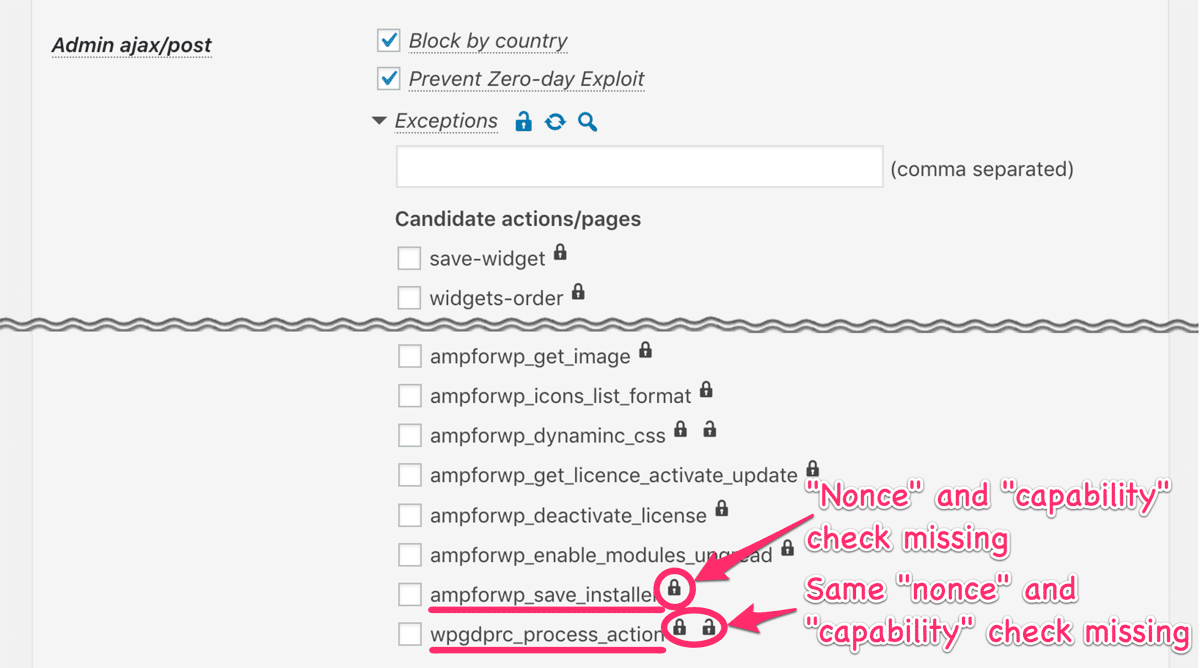 Admin ajax/post
Block by country
Prevent Zero-day Exploit
Exceptions
(comma separated)
Candidate actions/pages
save-widget
widgets-order
ampforwp_get_image
ampforwp_icons_list_format
ampforwp_dynaminc_css
ampforwp_get_licence_activate_update
ampforwp_deactivate_license
ampforwp_enable_modules_upgread
ampforwp_save_installer
wpgdprc_process_action
"Nonce" and "capability"
check missing
Same "nonce" and
"capability" check missing